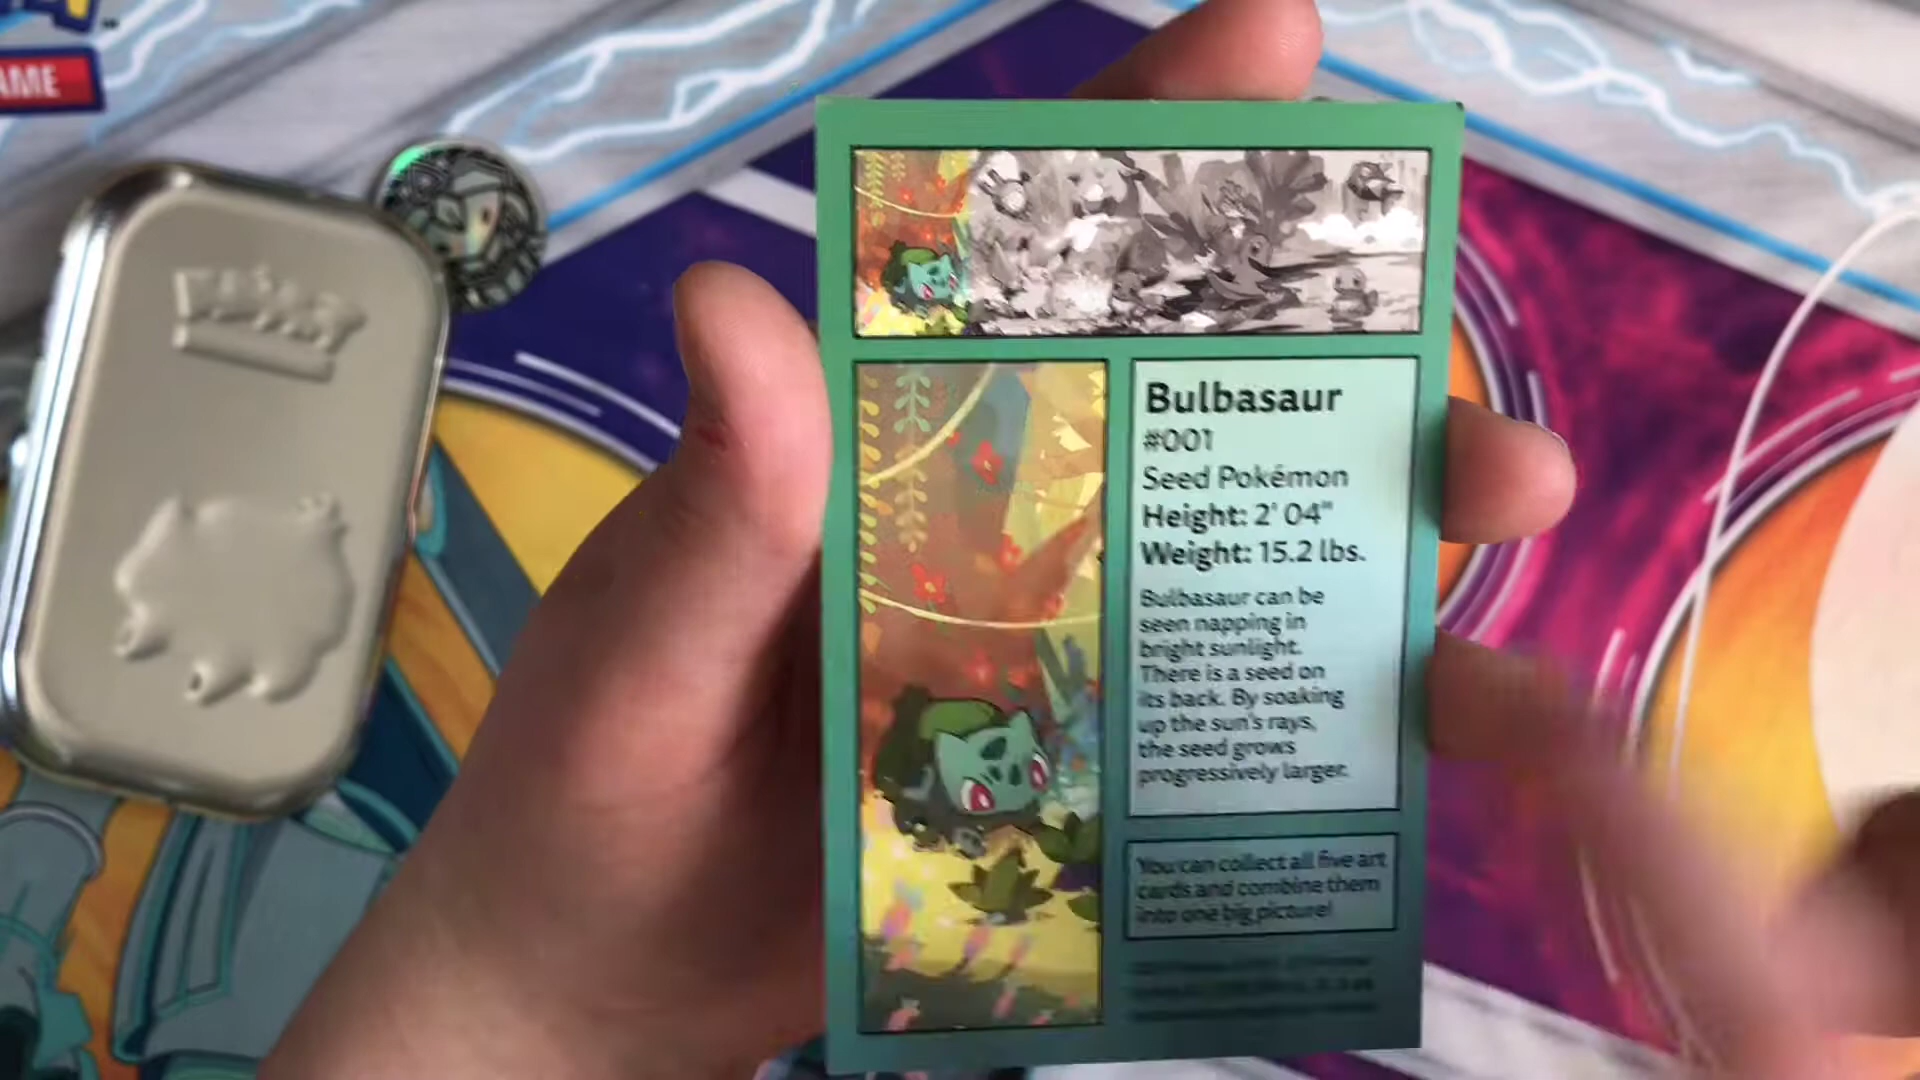 AME
Bulbasaur
#001
Seed Pokémon
Height: 2' 04"
Weight: 15.2 lbs.
Bulbasaur can be
seen napping in
bright sunlight.
There is a seed on
its back. By soaking
up the sun's rays,
the seed grows
progressively larger.
You can collect all five art
cards and combine them
into one big picture!